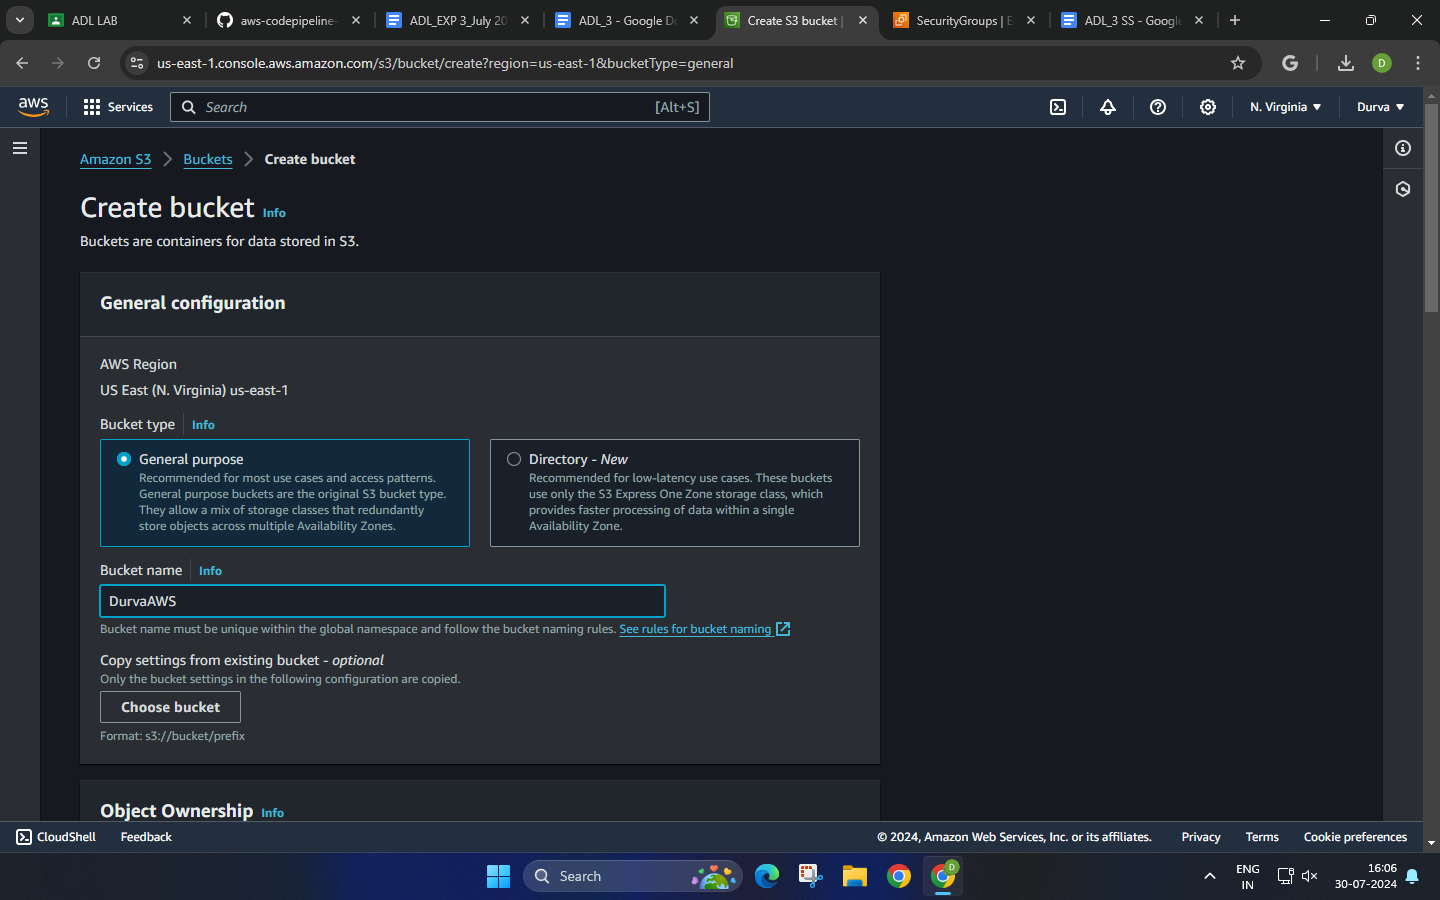 ADL LAB
aws-codepipeline-
ADL_EXP 3_July 20
ADL_3 - Google Do
Create S3 bucket |
SecurityGroups | E
ADL_3 SS - Google
us-east-1.console.aws.amazon.com/s3/bucket/create?region=us-east-1&bucketType=general
D
aws
Services
Search
[Alt+S]
N. Virginia
Durva
Amazon S3
Buckets
Create bucket
Create bucket Info
Buckets are containers for data stored in S3.
General configuration
AWS Region
US East (N. Virginia) us-east-1
Bucket type Info
General purpose
Recommended for most use cases and access patterns.
General purpose buckets are the original S3 bucket type.
They allow a mix of storage classes that redundantly
store objects across multiple Availability Zones.
Directory - New
Recommended for low-latency use cases. These buckets
use only the S3 Express One Zone storage class, which
provides faster processing of data within a single
Availability Zone.
Bucket name Info
DurvaAWS
Bucket name must be unique within the global namespace and follow the bucket naming rules. See rules for bucket naming
Copy settings from existing bucket - optional
Only the bucket settings in the following configuration are copied.
Choose bucket
Format: s3://bucket/prefix
Object Ownership Info
CloudShell
Feedback
© 2024, Amazon Web Services, Inc. or its affiliates.
Privacy
Terms
Cookie preferences
Search
D
ENG
IN
16:06
30-07-2024